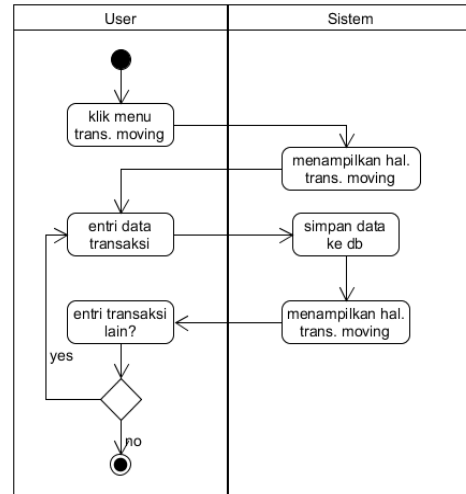 User
Sistem
klik menu
trans. moving
menampilkan hal.
trans. moving
entri data
transaksi
simpan data
ke db
entri transaksi
lain?
menampilkan hal.
trans. moving
yes
no